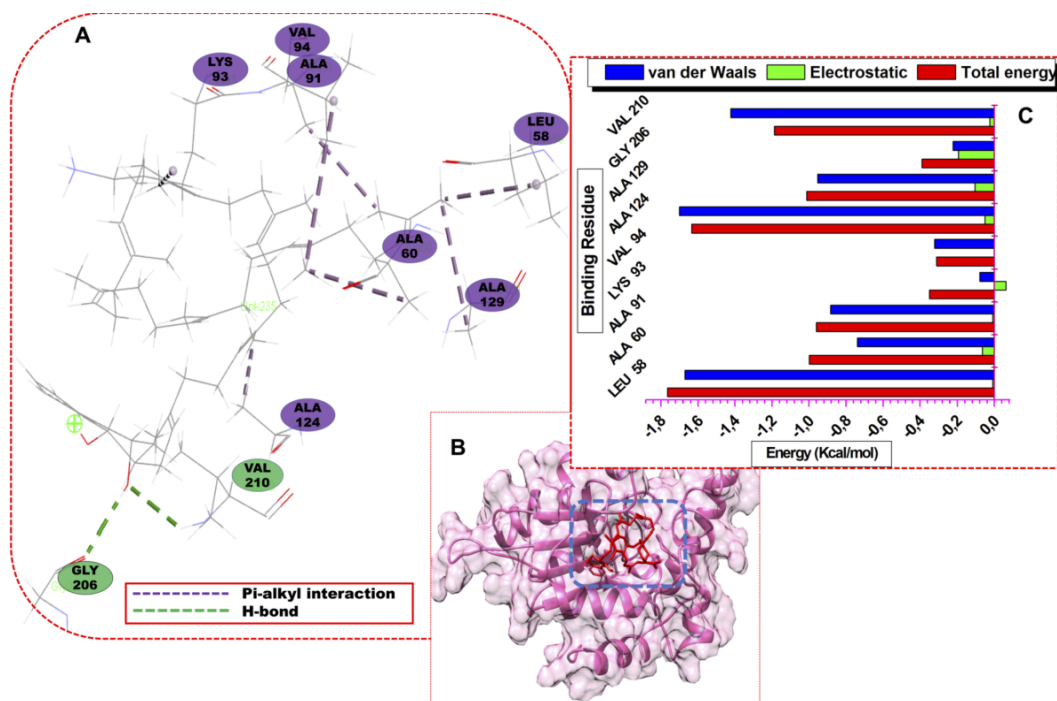 A
VAL
94
LYS
93
ALA
91
LEU
58
ALA
60
ALA
129
ALA
124
VAL
210
GLY
206
Pi-alkyl interaction
H-bond
B
van der Waals
Electrostatic
Total energy
C
Binding Residue
VAL 210
GLY 206
ALA 129
ALA 124
VAL 94
LYS 93
ALA 91
ALA 60
LEU 58
-1,8
-1,6
-1,4
-1,2
-1,0
-0,8
-0,6
-0,4
-0,2
0,0
Energy (Kcal/mol)